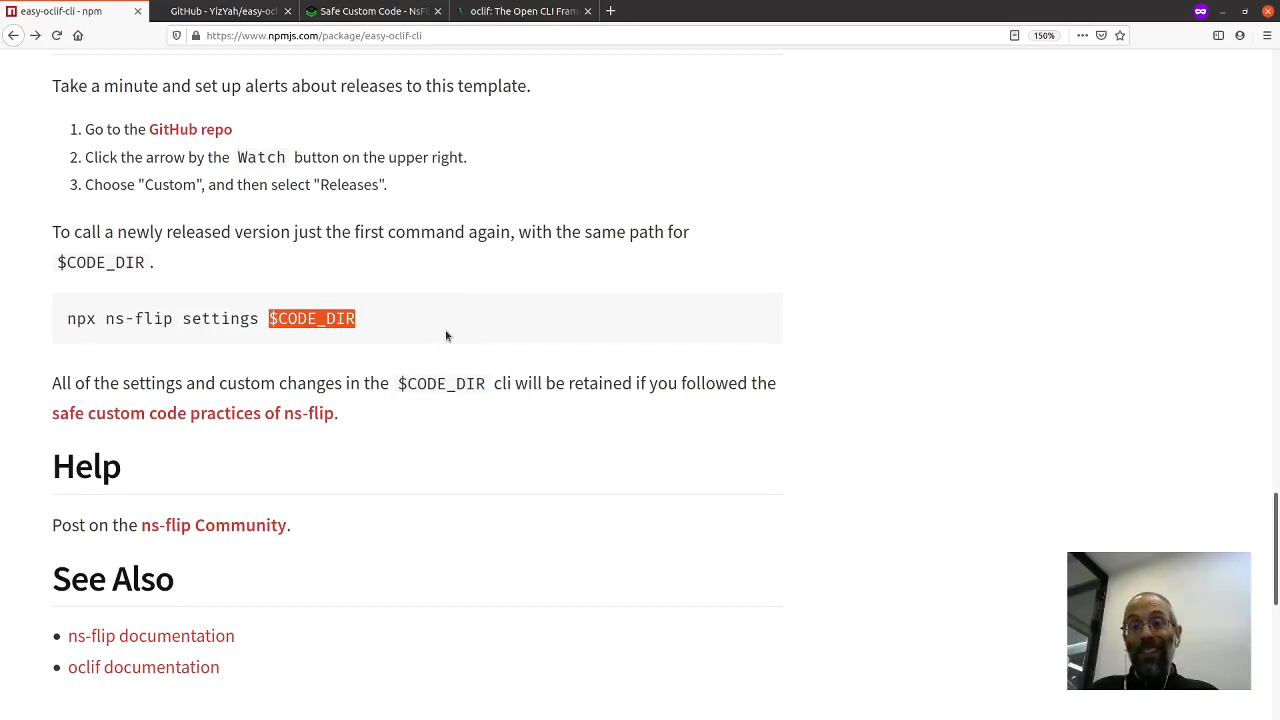 easy-oclif-cli - npm
GitHub - YizYah/easy-ocl
Safe Custom Code - NsFl
oclif: The Open CLI Fram
https://www.npmjs.com/package/easy-oclif-cli
150%
Take a minute and set up alerts about releases to this template.
1. Go to the GitHub repo
2. Click the arrow by the Watch button on the upper right.
3. Choose "Custom", and then select "Releases".
To call a newly released version just the first command again, with the same path for
$CODE_DIR .
npx ns-flip settings $CODE_DIR
All of the settings and custom changes in the $CODE_DIR cli will be retained if you followed the
safe custom code practices of ns-flip.
Help
Post on the ns-flip Community.
See Also
• ns-flip documentation
• oclif documentation